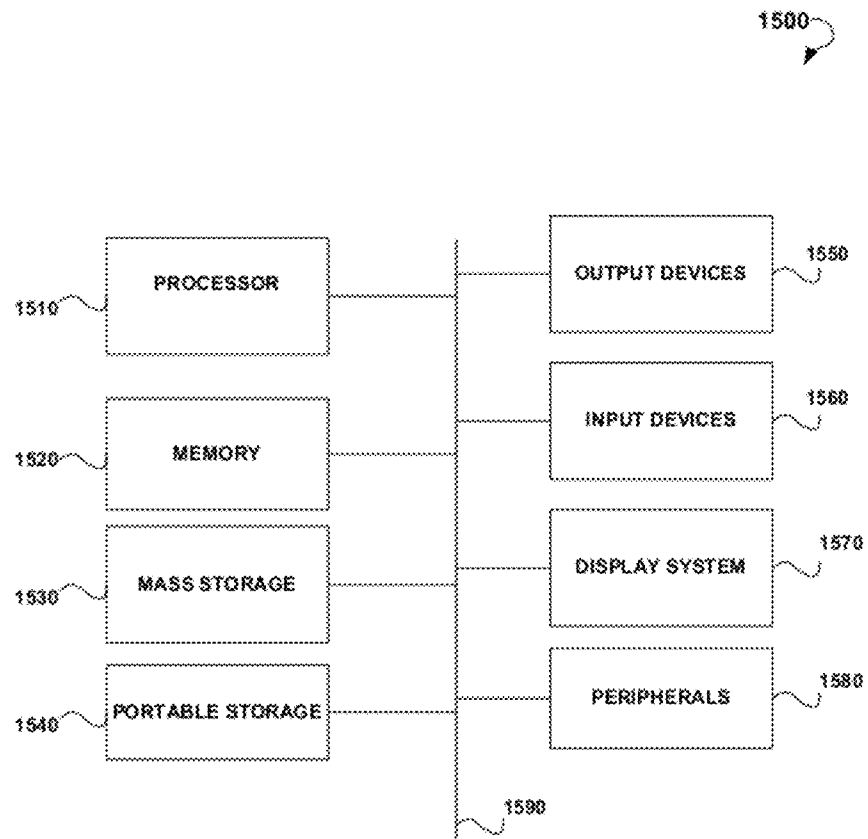 1500
PROCESSOR
1510
MEMORY
1520
MASS STORAGE
1530
PORTABLE STORAGE
1540
OUTPUT DEVICES
1550
INPUT DEVICES
1560
DISPLAY SYSTEM
1570
PERIPHERALS
1580
1590